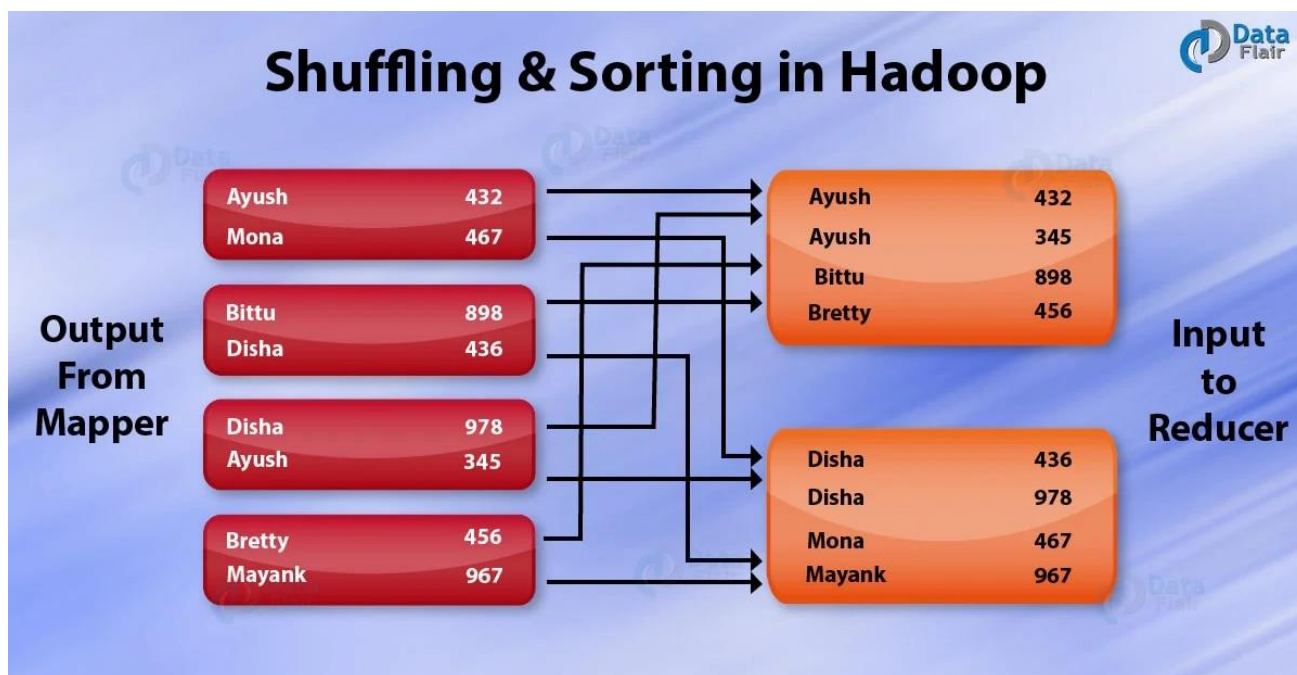 Data
Flair
Shuffling & Sorting in Hadoop
Output
From
Mapper
Ayush 432
Mona 467
Bittu 898
Disha 436
Disha 978
Ayush 345
Bretty 456
Mayank 967
Ayush 432
Ayush 345
Bittu 898
Bretty 456
Disha 436
Disha 978
Mona 467
Mayank 967
Input
to
Reducer